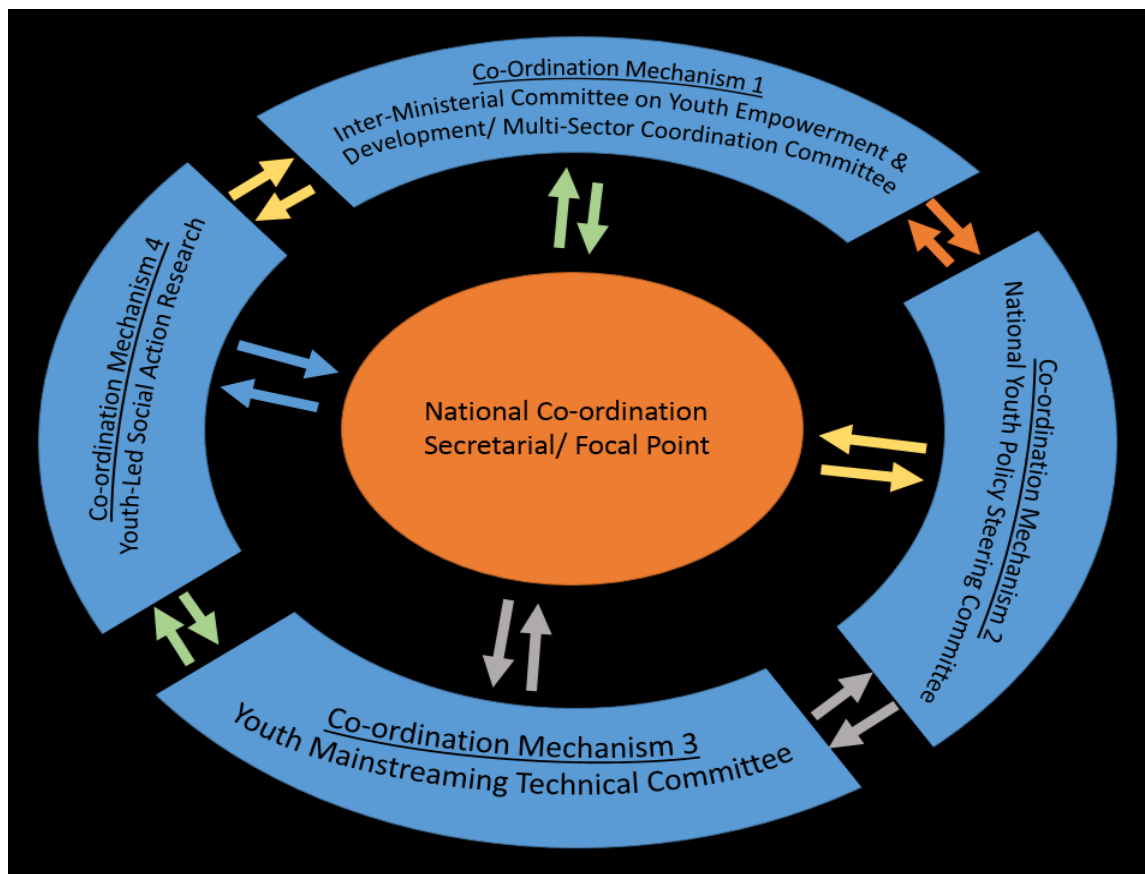 Co-Ordination Mechanism 1
Inter-Ministerial Committee on Youth Empowerment &
Development/ Multi-Sector Coordination Committee
Co-ordination Mechanism 2
National Youth Policy Steering Committee
Co-ordination Mechanism 3
Youth Mainstreaming Technical Committee
Co-ordination Mechanism 4
Youth-Led Social Action Research
National Co-ordination
Secretarial/ Focal Point